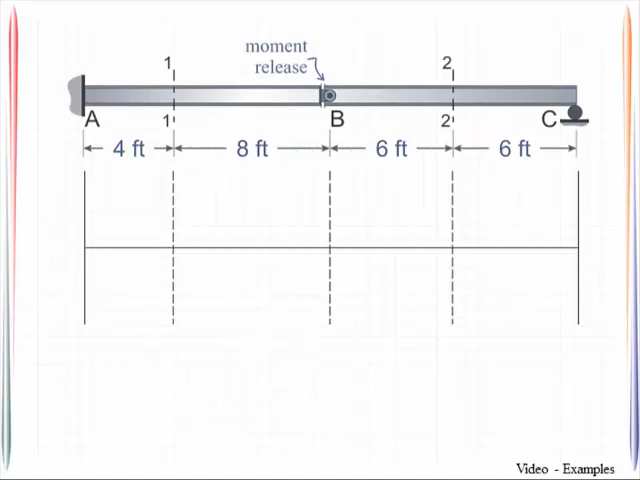 moment
release
1
2
A
1
B
2
C
4 ft
8 ft
6 ft
6 ft
Video - Examples